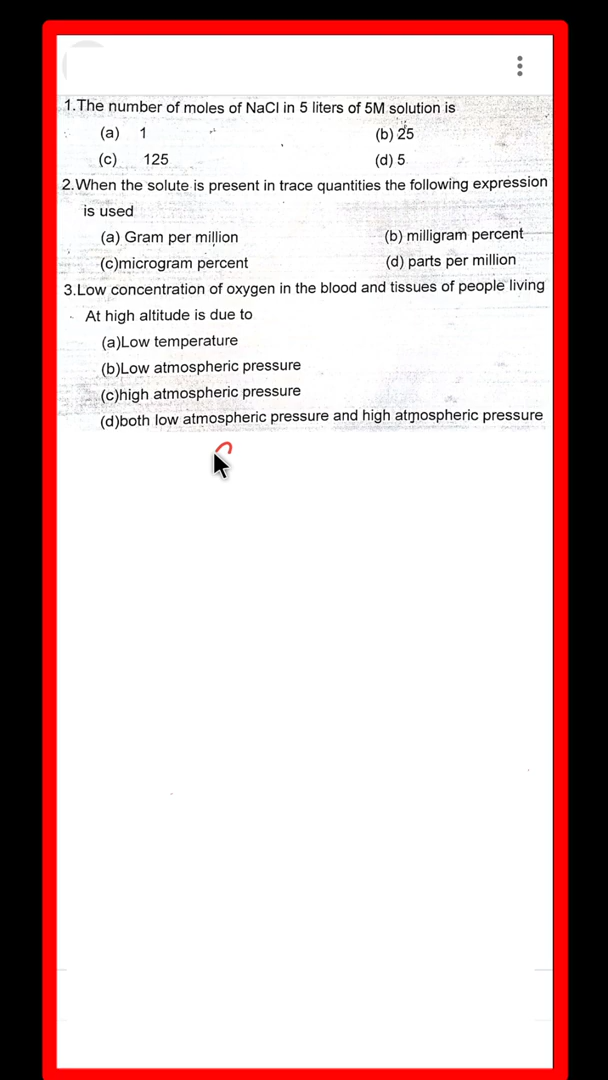 1.The number of moles of NaCl in 5 liters of 5M solution is
(a) 1 (b) 25
(c) 125 (d) 5
2.When the solute is present in trace quantities the following expression
is used
(a) Gram per million (b) milligram percent
(c)microgram percent (d) parts per million
3.Low concentration of oxygen in the blood and tissues of people living
At high altitude is due to
(a)Low temperature
(b)Low atmospheric pressure
(c)high atmospheric pressure
(d)both low atmospheric pressure and high atmospheric pressure